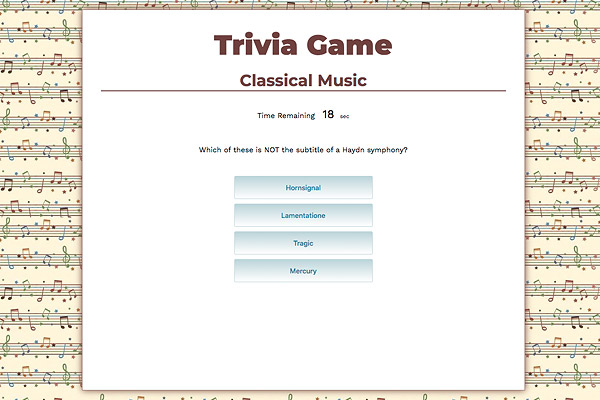 Trivia Game
Classical Music
Time Remaining 18 sec
Which of these is NOT the subtitle of a Haydn symphony?
Hornsignal
Lamentatione
Tragic
Mercury